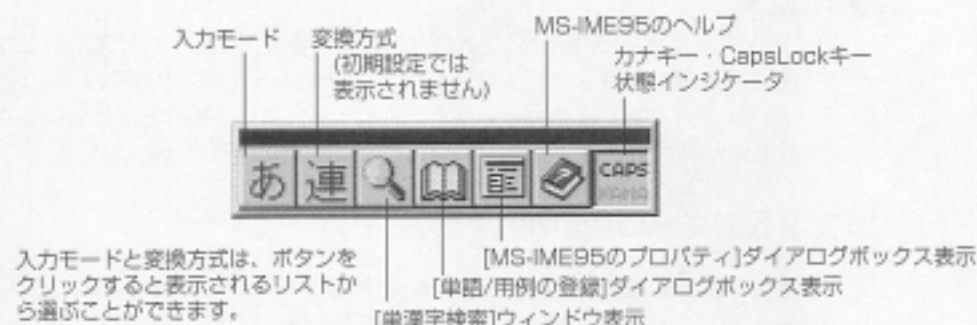 MS-IME95のヘルプ
入力モード 変換方式
カナキー・CapsLockキー
(初期設定では
状態インジケータ
表示されません)
あ 連 CAPS
KANA
入力モードと変換方式は、ボタンを
クリックすると表示されるリストか
ら選ぶことができます。
[MS-IME95のプロパティ]ダイアログボックス表示
[単語/用例の登録]ダイアログボックス表示
[単漢字検索]ウィンドウ表示